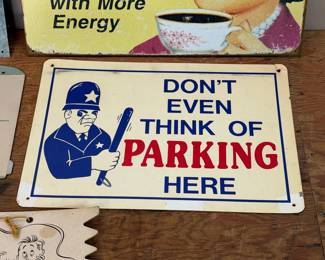 with More
Energy
DON'T
EVEN
THINK OF
PARKING
HERE